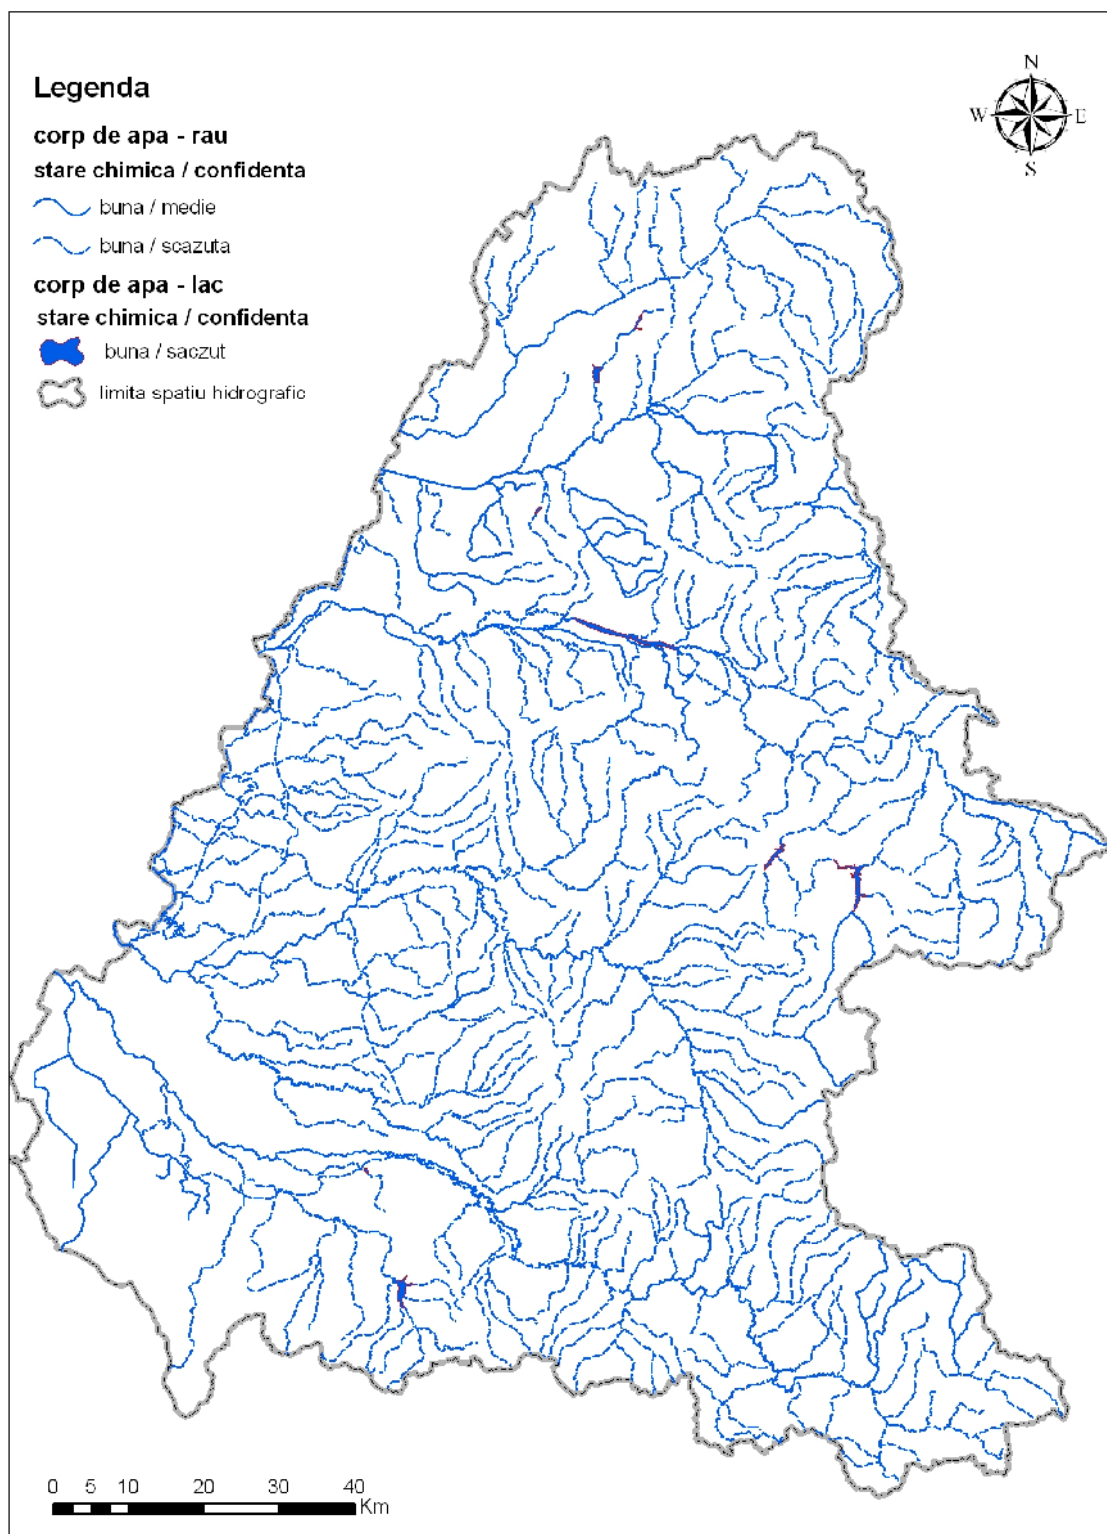 Legenda
corp de apa - rau
stare chimica / confidenta
buna / medie
buna / scazuta
corp de apa - lac
stare chimica / confidenta
buna / saczut
limita spatiu hidrografic
N
W E
S
0 5 10 20 30 40
Km